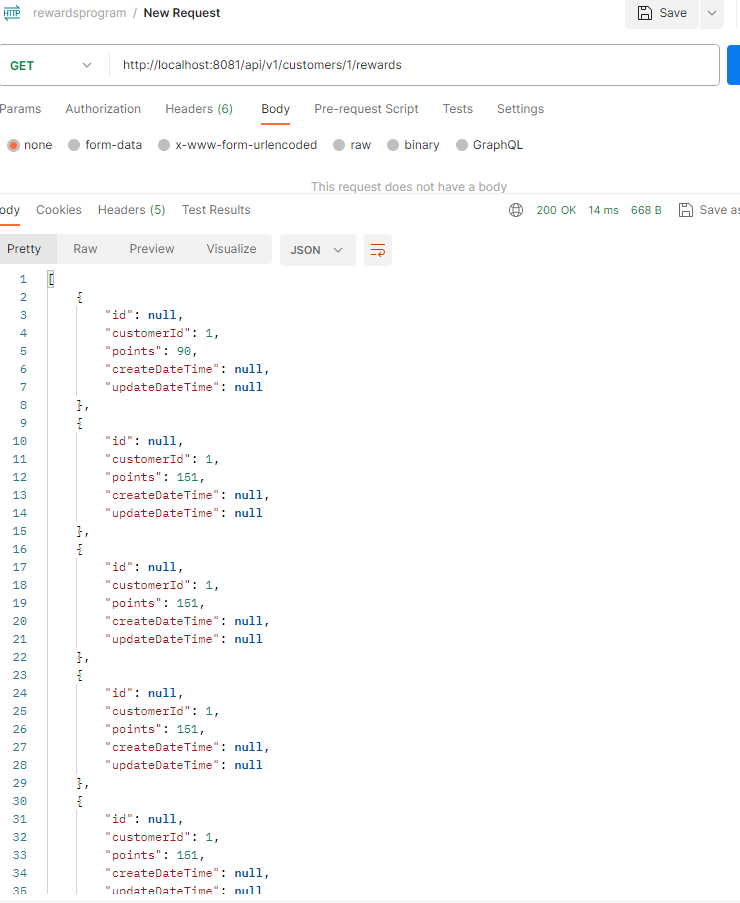 HTTP rewardsprogram / New Request Save
GET http://localhost:8081/api/v1/customers/1/rewards
Params Authorization Headers (6) Body Pre-request Script Tests Settings
none form-data x-www-form-urlencoded raw binary GraphQL
This request does not have a body
ody Cookies Headers (5) Test Results 200 OK 14 ms 668 B Save as
Pretty Raw Preview Visualize JSON
1 [
2 {
3 "id": null,
4 "customerId": 1,
5 "points": 90,
6 "createDateTime": null,
7 "updateDateTime": null
8 },
9 {
10 "id": null,
11 "customerId": 1,
12 "points": 151,
13 "createDateTime": null,
14 "updateDateTime": null
15 },
16 {
17 "id": null,
18 "customerId": 1,
19 "points": 151,
20 "createDateTime": null,
21 "updateDateTime": null
22 },
23 {
24 "id": null,
25 "customerId": 1,
26 "points": 151,
27 "createDateTime": null,
28 "updateDateTime": null
29 },
30 {
31 "id": null,
32 "customerId": 1,
33 "points": 151,
34 "createDateTime": null,
35 "updateDateTime": null